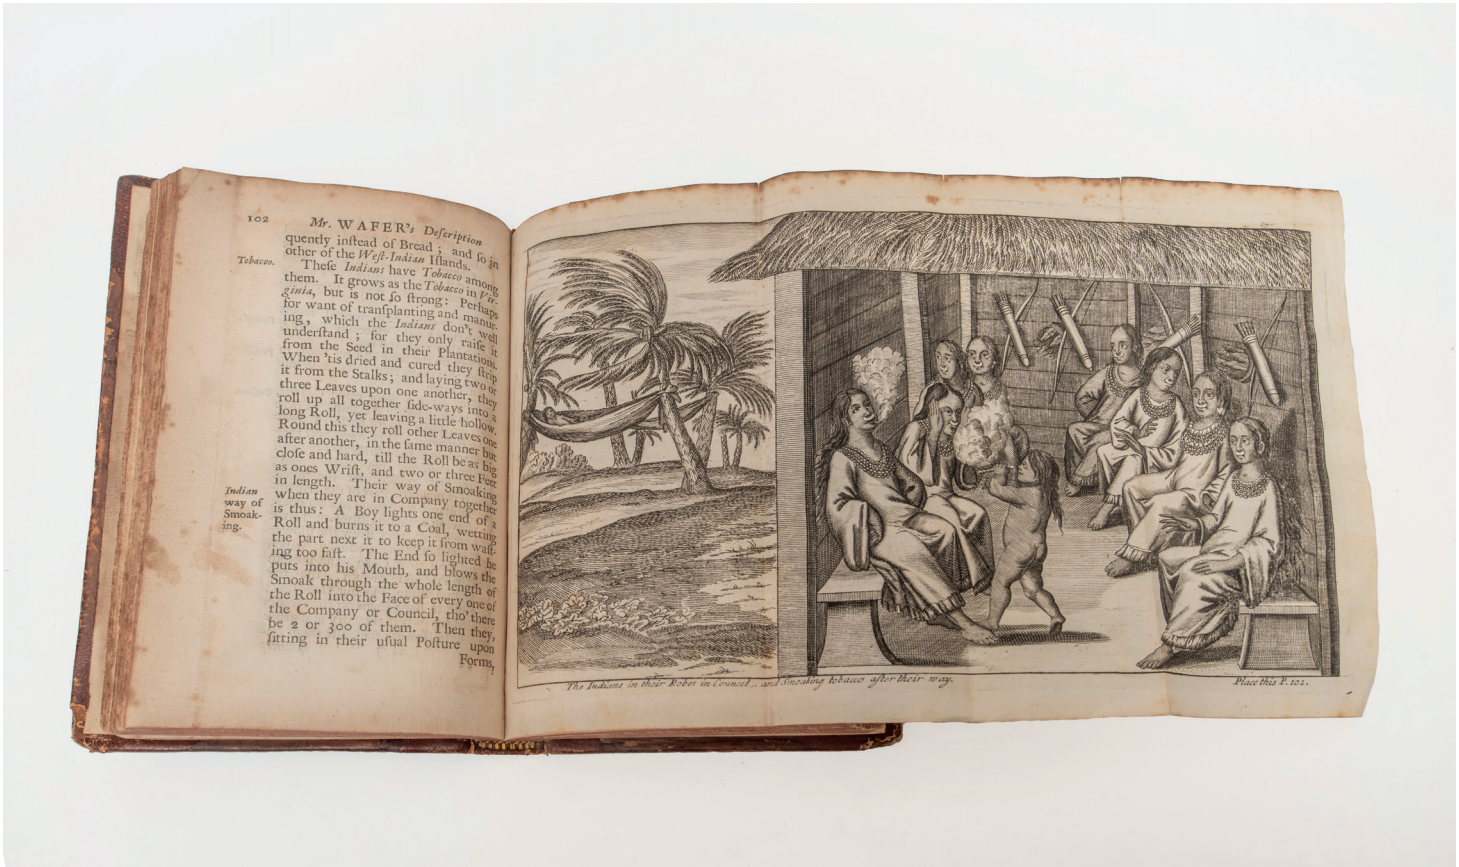 102
Mr. WAFER's Deſcription
quently inſtead of Bread ; and ſo in
other of the Weſt-Indian Iſlands.
Tobacco.
Theſe Indians have Tobacco among
them. It grows as the Tobacco in Vir-
ginia, but is not ſo ſtrong: Perhaps
for want of tranſplanting and manur-
ing, which the Indians don't well
underſtand ; for they only raiſe it
from the Seed in their Plantations.
When 'tis dried and cured they ſtrip
it from the Stalks; and laying two or
three Leaves upon one another, they
roll up all together ſide-ways into a
long Roll, yet leaving a little hollow.
Round this they roll other Leaves one
after another, in the ſame manner but
cloſe and hard, till the Roll be as big
as ones Wriſt, and two or three Feet
in length. Their way of Smoaking
Indian
way of
Smoak-
ing.
when they are in Company together
is thus: A Boy lights one end of a
Roll and burns it to a Coal, wetting
the part next it to keep it from waſt-
ing too faſt. The End ſo lighted he
puts into his Mouth, and blows the
Smoak through the whole length of
the Roll into the Face of every one of
the Company or Council, tho' there
be 2 or 300 of them. Then they,
ſitting in their uſual Poſture upon
Forms,
The Indians in their Robes in Councel, and Smoaking tobacco after their way.
Place this P. 102.